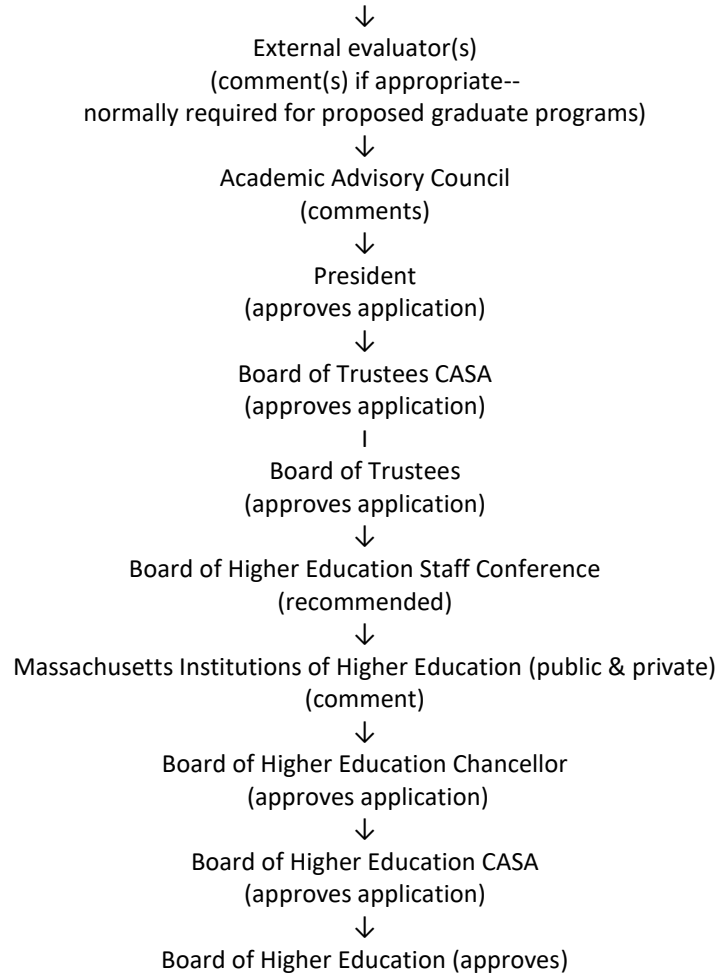 ↓
External evaluator(s)
(comment(s) if appropriate--
normally required for proposed graduate programs)
↓
Academic Advisory Council
(comments)
↓
President
(approves application)
↓
Board of Trustees CASA
(approves application)
I
Board of Trustees
(approves application)
↓
Board of Higher Education Staff Conference
(recommended)
↓
Massachusetts Institutions of Higher Education (public & private)
(comment)
↓
Board of Higher Education Chancellor
(approves application)
↓
Board of Higher Education CASA
(approves application)
↓
Board of Higher Education (approves)